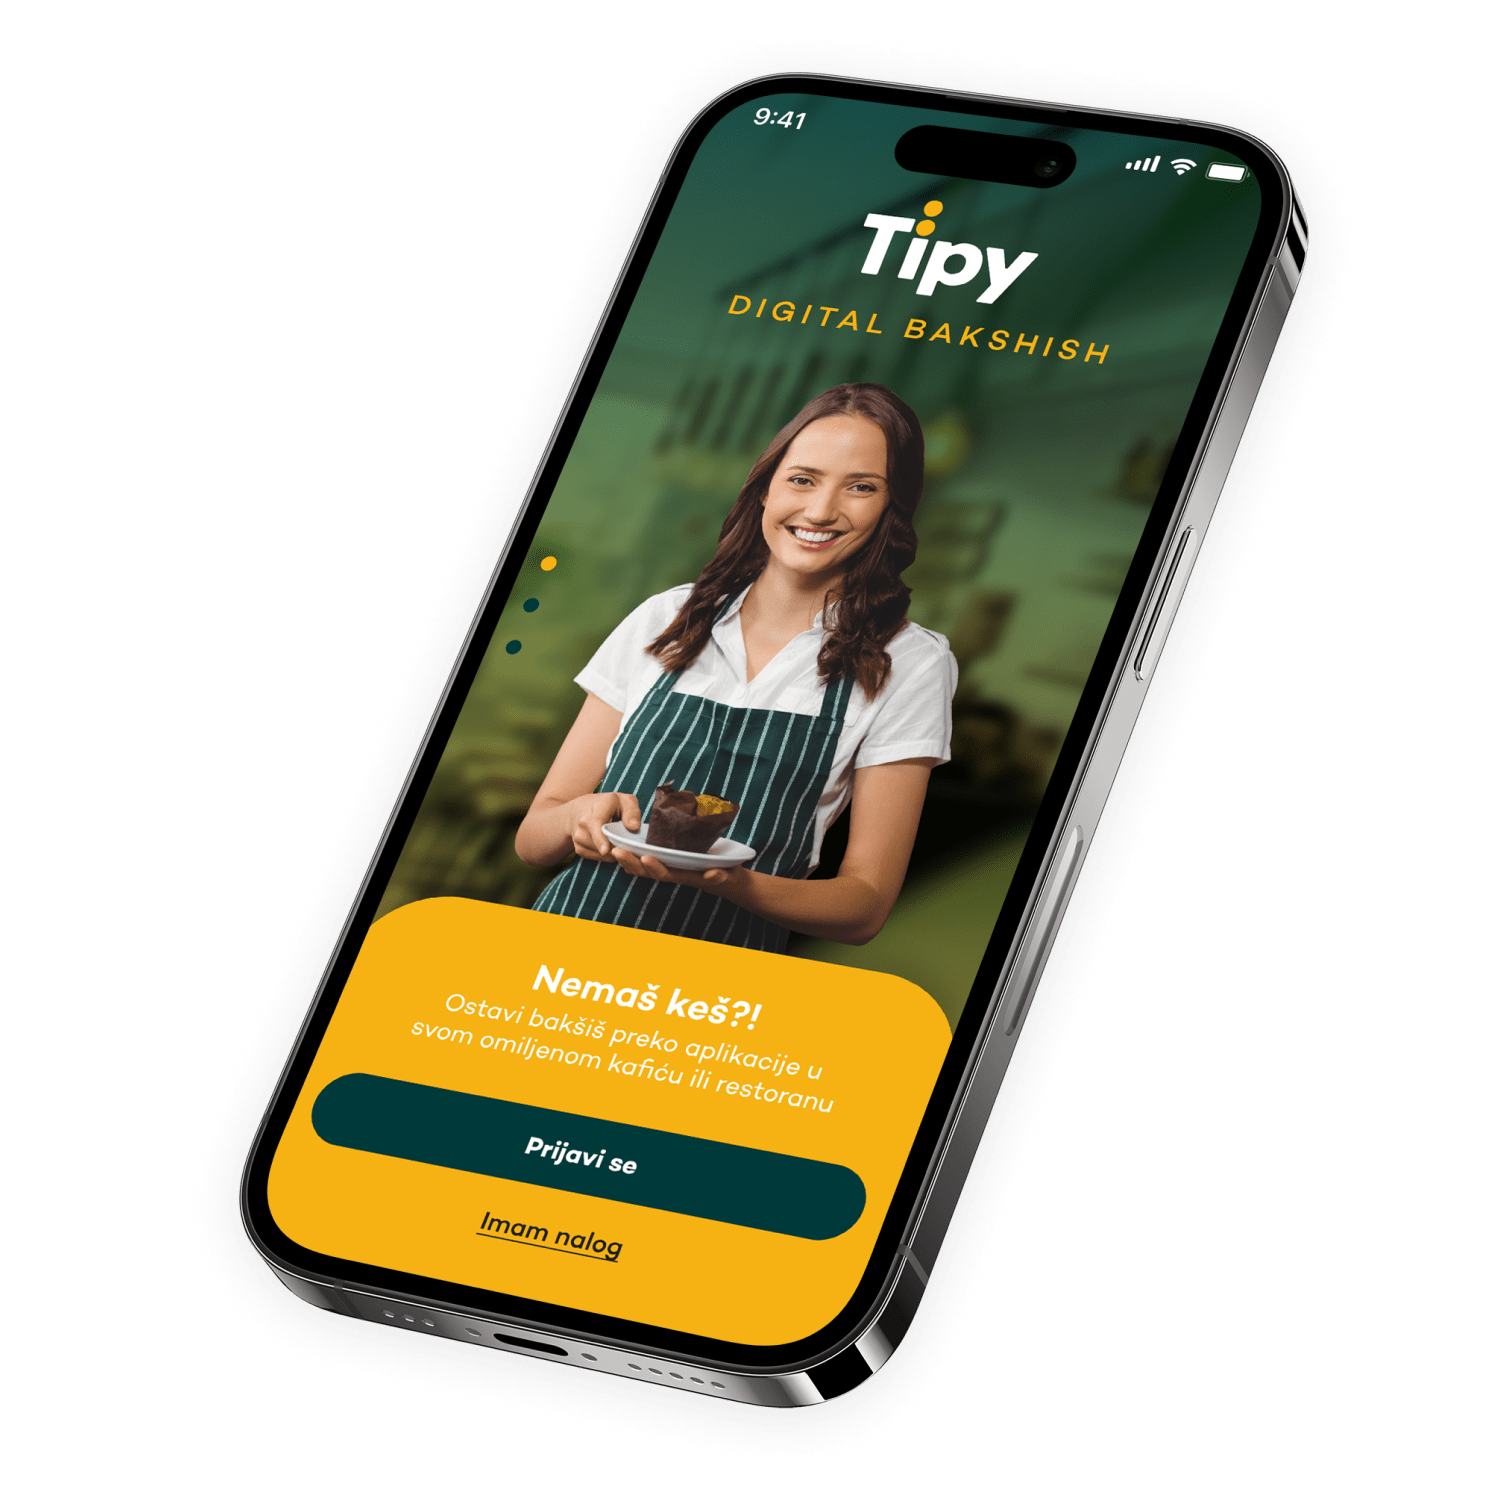 9:41
Tipy
DIGITAL BAKSHISH
Nemaš keš?!
Ostavi bakšiš preko aplikacije u
svom omiljenom kafiću ili restoranu
Prijavi se
Imam nalog